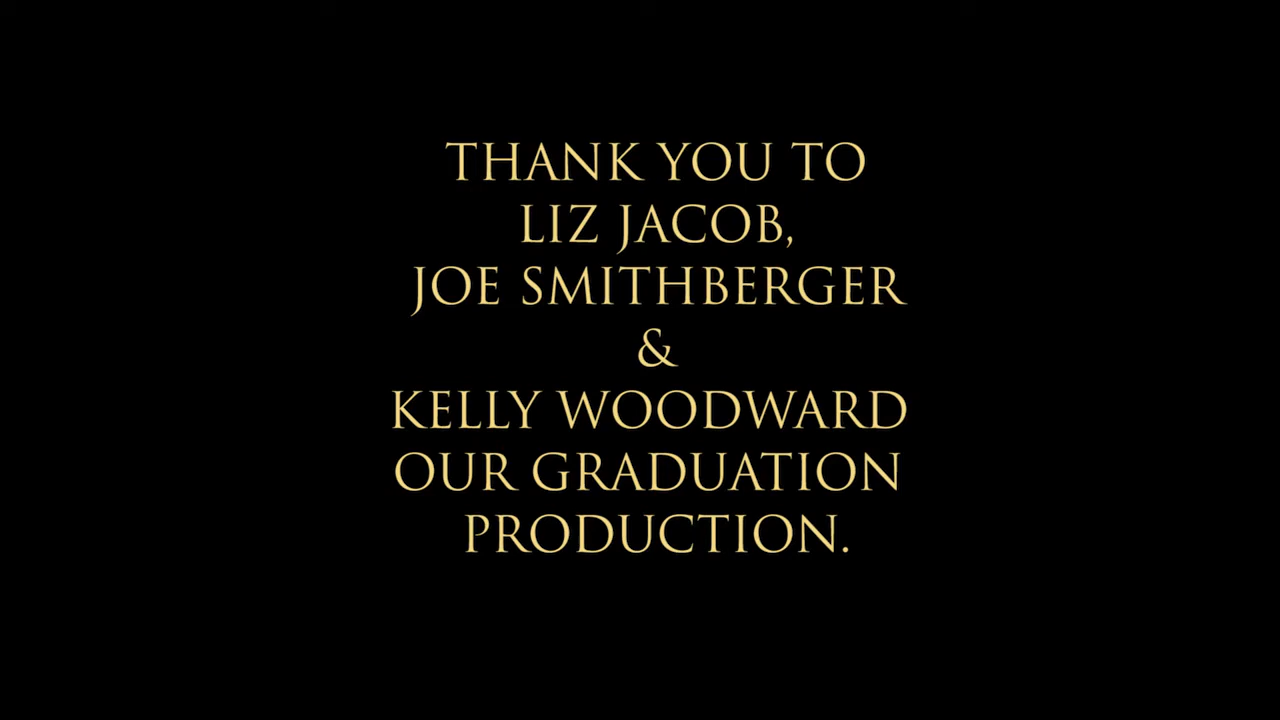 THANK YOU TO
LIZ JACOB,
JOE SMITHBERGER
&
KELLY WOODWARD
OUR GRADUATION
PRODUCTION.